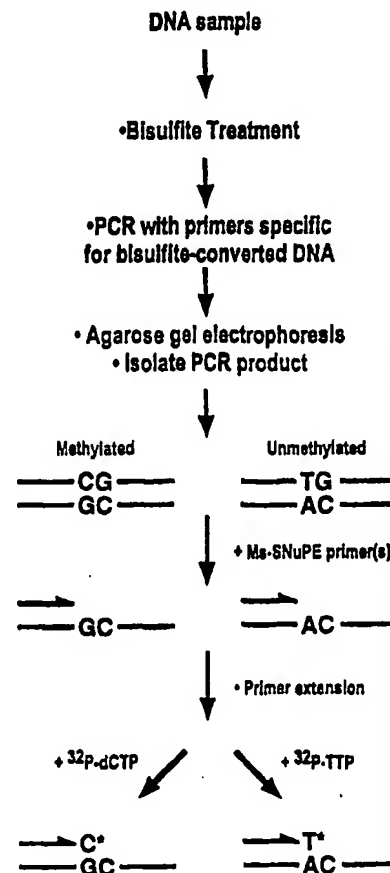 DNA sample
•Bisulfite Treatment
•PCR with primers specific
for bisulfite-converted DNA
• Agarose gel electrophoresis
• Isolate PCR product
Methylated Unmethylated
CG TG
GC AC
+ Ms-SNuPE primer(s)
GC AC
• Primer extension
+ 32P-dCTP + 32P-TTP
C* T*
GC AC